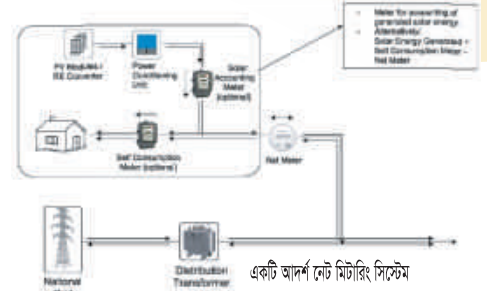 Meter for accounting of
generated solar energy
Alternatively:
Solar Energy Generated =
Self Consumption Meter -
Net Meter
PV Modules /
RE Converter
Power
Conditioning
Unit
Solar
Accounting
Meter
(optional)
Self Consumption
Meter (optional)
Net Meter
National
Distribution
Transformer
একটি আদর্শ নেট মিটারিং সিস্টেম